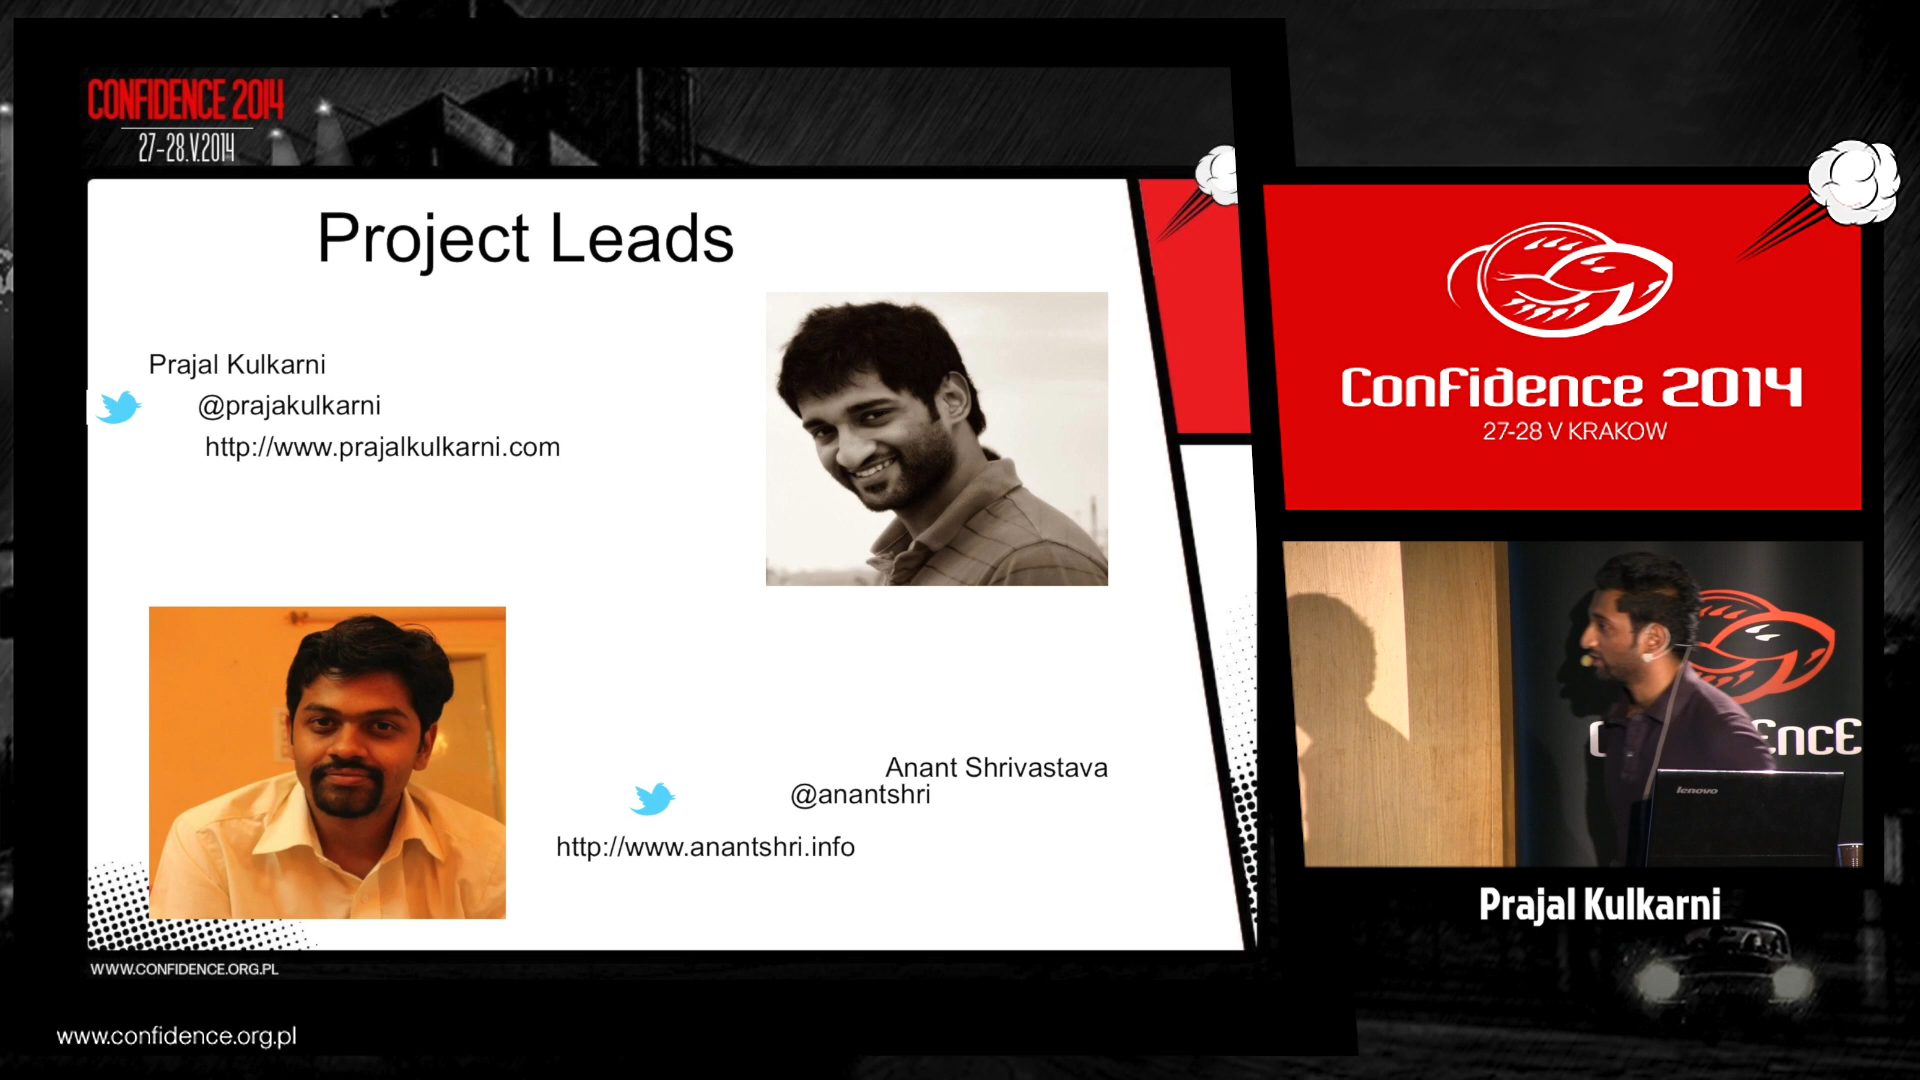 CONFIDENCE 2014
27-28.V.2014
Project Leads
Prajal Kulkarni
@prajakulkarni
http://www.prajalkulkarni.com
Anant Shrivastava
@anantshri
http://www.anantshri.info
WWW.CONFIDENCE.ORG.PL
www.confidence.org.pl
ConFidence 2014
27-28 V KRAKOW
lenovo
Prajal Kulkarni